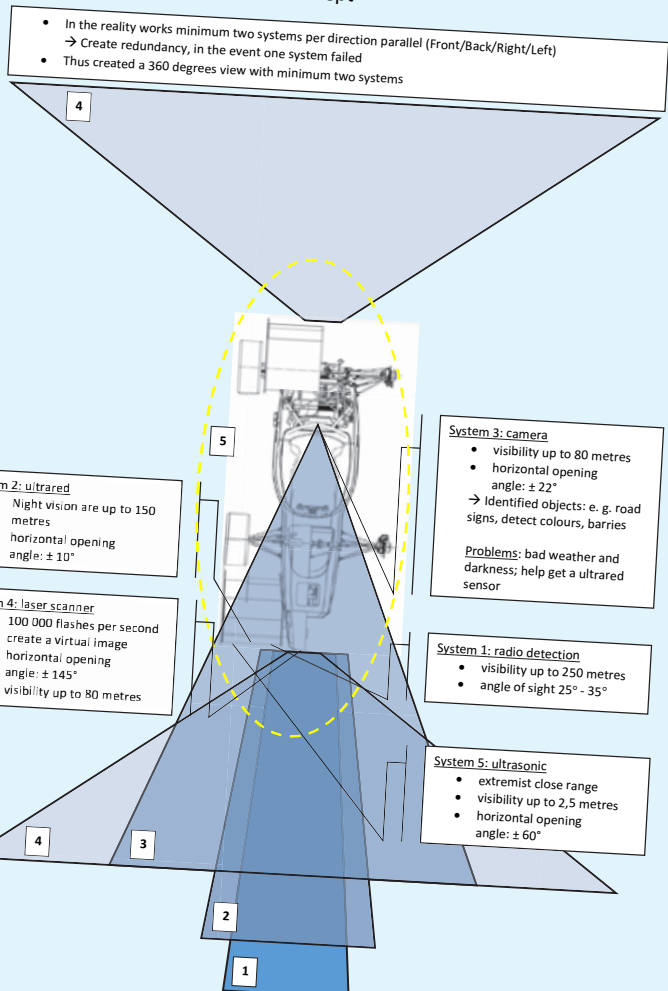 • In the reality works minimum two systems per direction parallel (Front/Back/Right/Left)
→ Create redundancy, in the event one system failed
• Thus created a 360 degrees view with minimum two systems
4
5
System 3: camera
• visibility up to 80 metres
• horizontal opening
angle: ± 22°
→ Identified objects: e. g. road
signs, detect colours, barries
Problems: bad weather and
darkness; help get a ultrared
sensor
m 2: ultrared
Night vision are up to 150
metres
horizontal opening
angle: ± 10°
m 4: laser scanner
100 000 flashes per second
create a virtual image
horizontal opening
angle: ± 145°
visibility up to 80 metres
System 1: radio detection
• visibility up to 250 metres
• angle of sight 25° - 35°
System 5: ultrasonic
• extremist close range
• visibility up to 2,5 metres
• horizontal opening
angle: ± 60°
4
3
2
1